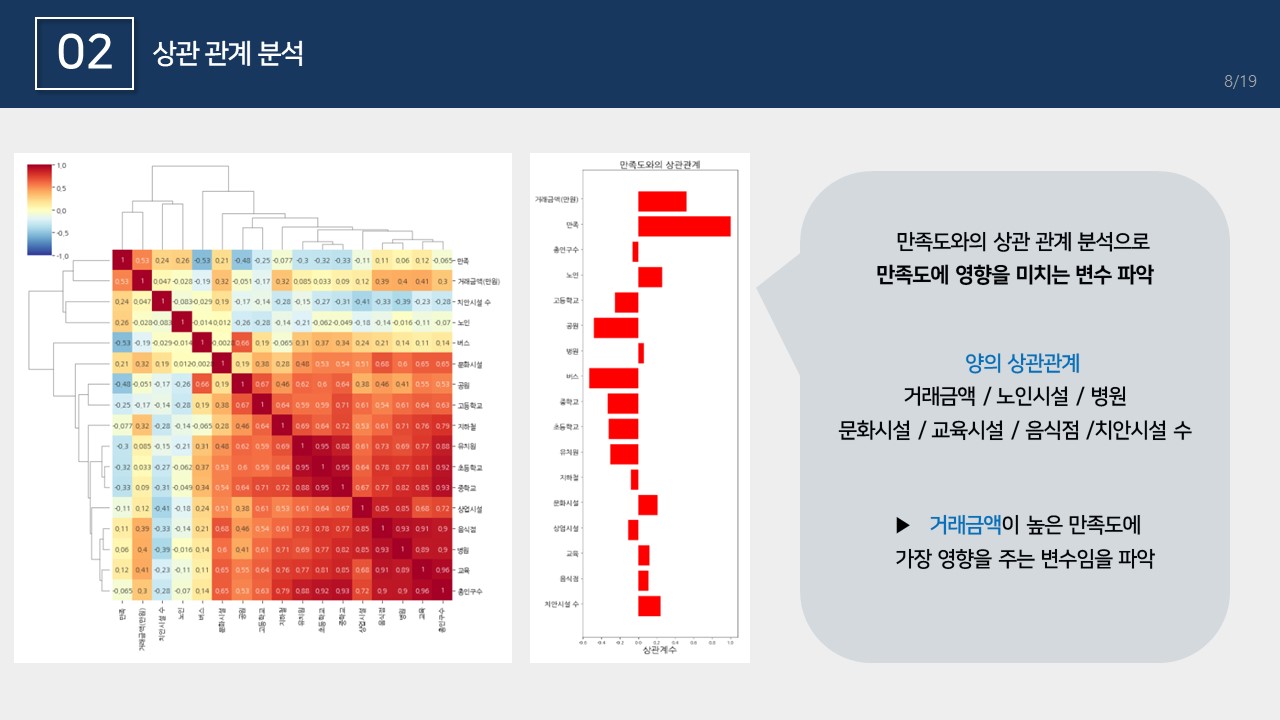 02
상관 관계 분석
8/19
1.0
0.5
0.0
-0.5
-1.0
1 0.53 0.24 0.26 -0.53 0.21 -0.48 -0.25 -0.077 -0.3 -0.32 -0.33 -0.11 0.11 0.06 0.12 -0.065 만족
0.53 1 0.047 -0.028 -0.19 0.32 -0.051 -0.17 0.32 0.085 0.033 0.09 0.12 0.39 0.4 0.41 0.3 거래금액(만원)
0.24 0.047 1 -0.083 -0.029 0.19 -0.17 -0.14 -0.28 -0.15 -0.27 -0.31 -0.41 -0.33 -0.39 -0.23 -0.28 치안시설 수
0.26 -0.028 -0.083 1 -0.014 0.012 -0.26 -0.28 -0.14 -0.21 -0.062 -0.049 -0.18 -0.14 -0.016 -0.11 -0.07 노인
-0.53 -0.19 -0.029 -0.014 1 -0.002 0.66 0.19 -0.065 0.31 0.37 0.34 0.24 0.21 0.14 0.11 0.14 버스
0.21 0.32 0.19 0.012 -0.002 1 0.19 0.38 0.28 0.48 0.53 0.54 0.51 0.68 0.6 0.65 0.65 문화시설
-0.48 -0.051 -0.17 -0.26 0.66 0.19 1 0.67 0.46 0.62 0.6 0.64 0.38 0.46 0.41 0.55 0.53 공원
-0.25 -0.17 -0.14 -0.28 0.19 0.38 0.67 1 0.64 0.59 0.59 0.71 0.61 0.54 0.61 0.64 0.63 고등학교
-0.077 0.32 -0.28 -0.14 -0.065 0.28 0.46 0.64 1 0.69 0.64 0.72 0.53 0.61 0.71 0.76 0.79 지하철
-0.3 0.085 -0.15 -0.21 0.31 0.48 0.62 0.59 0.69 1 0.95 0.88 0.61 0.73 0.69 0.77 0.88 유치원
-0.32 0.033 -0.27 -0.062 0.37 0.53 0.6 0.59 0.64 0.95 1 0.95 0.64 0.78 0.77 0.81 0.92 초등학교
-0.33 0.09 -0.31 -0.049 0.34 0.54 0.64 0.71 0.72 0.88 0.95 1 0.67 0.77 0.82 0.85 0.93 중학교
-0.11 0.12 -0.41 -0.18 0.24 0.51 0.38 0.61 0.53 0.61 0.64 0.67 1 0.85 0.85 0.68 0.72 상업시설
0.11 0.39 -0.33 -0.14 0.21 0.68 0.46 0.54 0.61 0.73 0.78 0.77 0.85 1 0.93 0.91 0.9 음식점
0.06 0.4 -0.39 -0.016 0.14 0.6 0.41 0.61 0.71 0.69 0.77 0.82 0.85 0.93 1 0.89 0.9 병원
0.12 0.41 -0.23 -0.11 0.11 0.65 0.55 0.64 0.76 0.77 0.81 0.85 0.68 0.91 0.89 1 0.96 교육
-0.065 0.3 -0.28 -0.07 0.14 0.65 0.53 0.63 0.79 0.88 0.92 0.93 0.72 0.9 0.9 0.96 1 총인구수
만족 거래금액(만원) 치안시설 수 노인 버스 문화시설 공원 고등학교 지하철 유치원 초등학교 중학교 상업시설 음식점 병원 교육 총인구수
만족도와의 상관관계
거래금액(만원)
만족
총인구수
노인
고등학교
공원
병원
버스
중학교
초등학교
유치원
지하철
문화시설
상업시설
교육
음식점
치안시설 수
-0.6 -0.4 -0.2 0.0 0.2 0.4 0.6 0.8 1.0
상관계수
만족도와의 상관 관계 분석으로
만족도에 영향을 미치는 변수 파악
양의 상관관계
거래금액 / 노인시설 / 병원
문화시설 / 교육시설 / 음식점 /치안시설 수
▶ 거래금액이 높은 만족도에
가장 영향을 주는 변수임을 파악